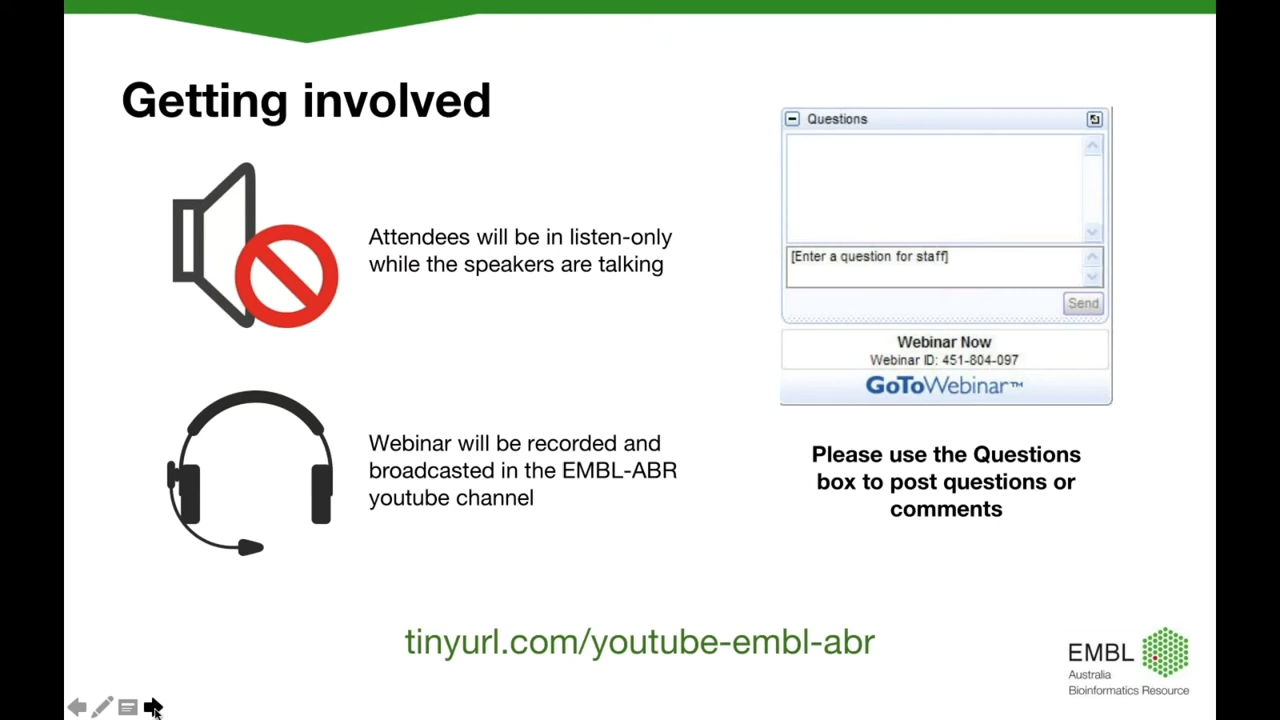 Getting involved
Attendees will be in listen-only
while the speakers are talking
Webinar will be recorded and
broadcasted in the EMBL-ABR
youtube channel
Questions
[Enter a question for staff]
Send
Webinar Now
Webinar ID: 451-804-097
GoToWebinar™
Please use the Questions
box to post questions or
comments
tinyurl.com/youtube-embl-abr
EMBL
Australia
Bioinformatics Resource